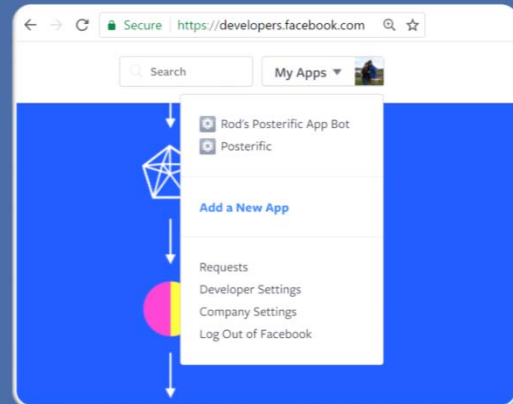 Secure https://developers.facebook.com
Search
My Apps
Rod's Posterific App Bot
Posterific
Add a New App
Requests
Developer Settings
Company Settings
Log Out of Facebook